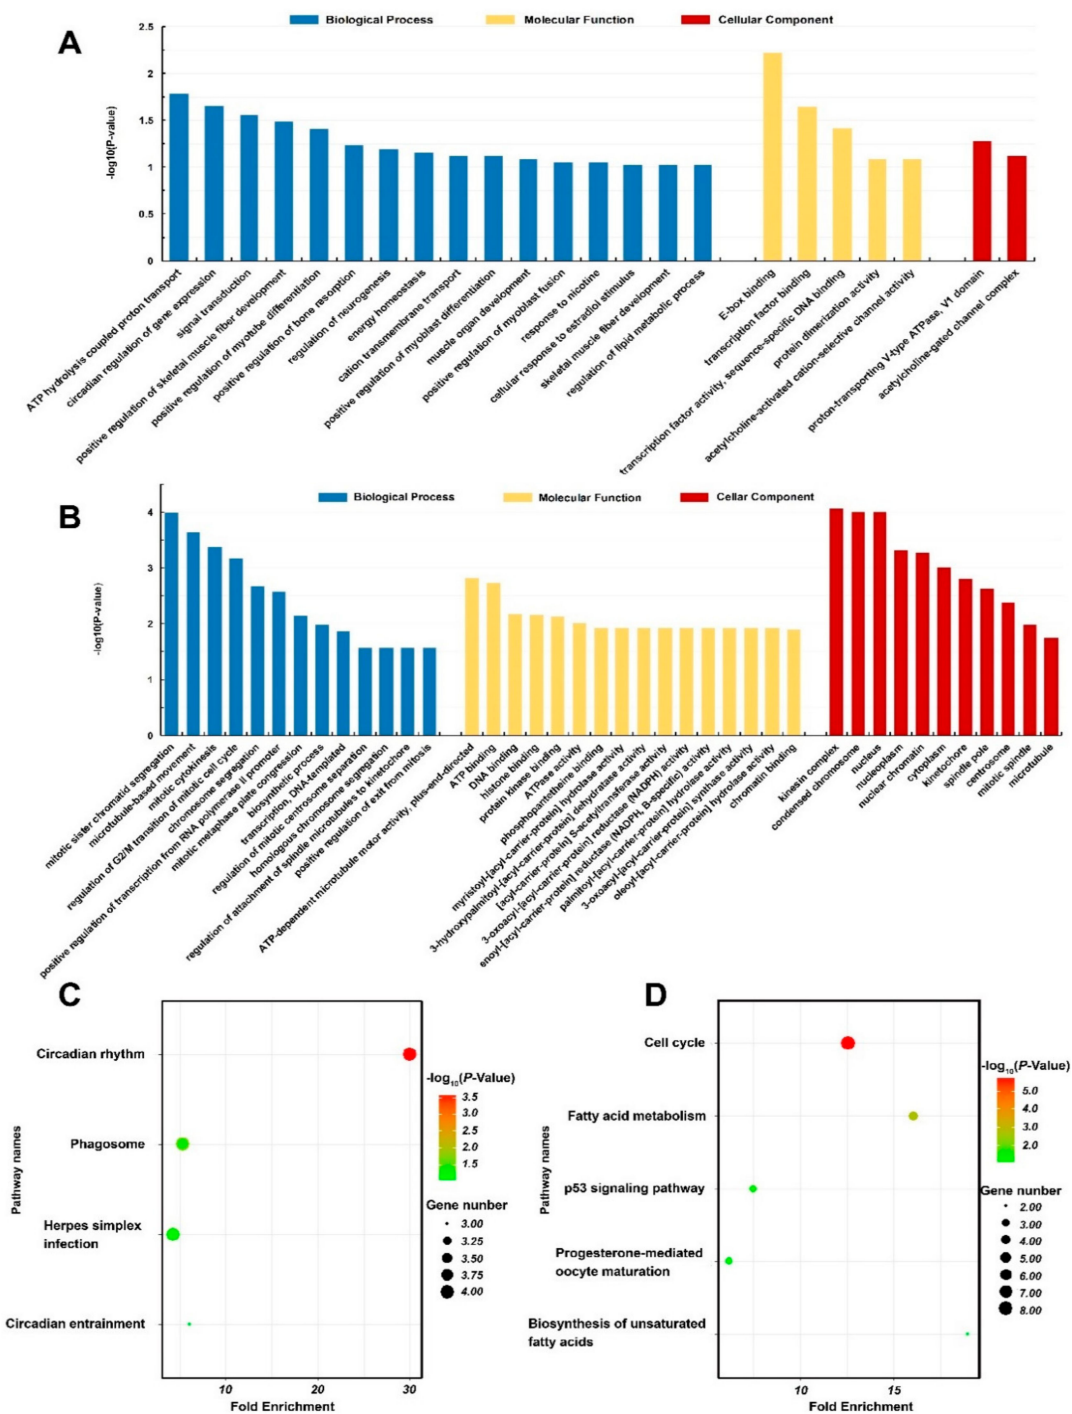 A
Biological Process
Molecular Function
Cellular Component
-log10(P-value)
2.5
2
1.5
1
0.5
0
ATP hydrolysis coupled proton transport
circadian regulation of gene expression
signal transduction
positive regulation of skeletal muscle fiber development
positive regulation of myotube differentiation
positive regulation of bone resorption
regulation of neurogenesis
energy homeostasis
cation transmembrane transport
positive regulation of myoblast differentiation
muscle organ development
positive regulation of myoblast fusion
response to nicotine
cellular response to estradiol stimulus
skeletal muscle fiber development
regulation of lipid metabolic process
E-box binding
transcription factor binding
transcription factor activity, sequence-specific DNA binding
protein dimerization activity
acetylcholine-activated cation-selective channel activity
proton-transporting V-type ATPase, V1 domain
acetylcholine-gated channel complex
B
Biological Process
Molecular Function
Cellar Component
-log10(P-value)
4
3
2
1
0
mitotic sister chromatid segregation
microtubule-based movement
mitotic cytokinesis
regulation of G2/M transition of mitotic cell cycle
chromosome segregation
positive regulation of transcription from RNA polymerase II promoter
mitotic metaphase plate congression
biosynthetic process
transcription, DNA-templated
regulation of mitotic centrosome separation
homologous chromosome segregation
regulation of attachment of spindle microtubules to kinetochore
positive regulation of exit from mitosis
ATP-dependent microtubule motor activity, plus-end-directed
ATP binding
DNA binding
histone binding
protein kinase binding
ATPase activity
phosphopantetheine binding
myristoyl-[acyl-carrier-protein] hydrolase activity
3-hydroxypalmitoyl-[acyl-carrier-protein] dehydratase activity
[acyl-carrier-protein] S-acetyltransferase activity
3-oxoacyl-[acyl-carrier-protein] reductase (NADPH) activity
enoyl-[acyl-carrier-protein] reductase (NADPH, B-specific) activity
palmitoyl-[acyl-carrier-protein] hydrolase activity
3-oxoacyl-[acyl-carrier-protein] synthase activity
oleoyl-[acyl-carrier-protein] hydrolase activity
chromatin binding
kinesin complex
condensed chromosome
nucleus
nucleoplasm
nuclear chromatin
cytoplasm
kinetochore
spindle pole
centrosome
mitotic spindle
microtubule
C
Pathway names
Circadian rhythm
Phagosome
Herpes simplex
infection
Circadian entrainment
10
20
30
Fold Enrichment
-log10(P-Value)
3.5
3.0
2.5
2.0
1.5
Gene nunber
3.00
3.25
3.50
3.75
4.00
D
Pathway names
Cell cycle
Fatty acid metabolism
p53 signaling pathway
Progesterone-mediated
oocyte maturation
Biosynthesis of unsaturated
fatty acids
10
15
Fold Enrichment
-log10(P-Value)
5.0
4.0
3.0
2.0
Gene nunber
2.00
3.00
4.00
5.00
6.00
7.00
8.00